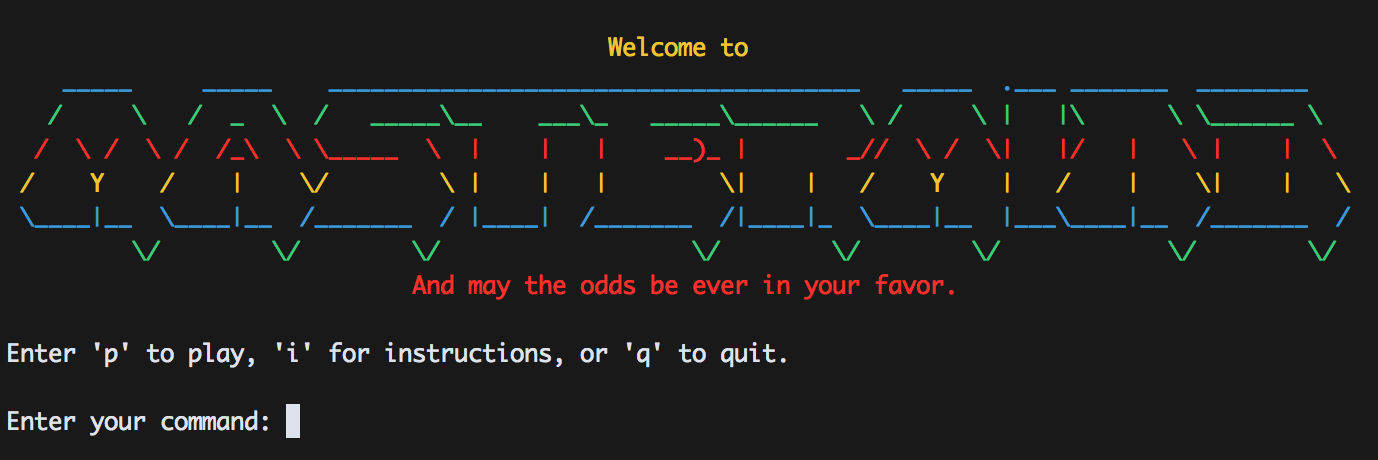 Welcome to
MASTERMIND
And may the odds be ever in your favor.
Enter 'p' to play, 'i' for instructions, or 'q' to quit.
Enter your command: